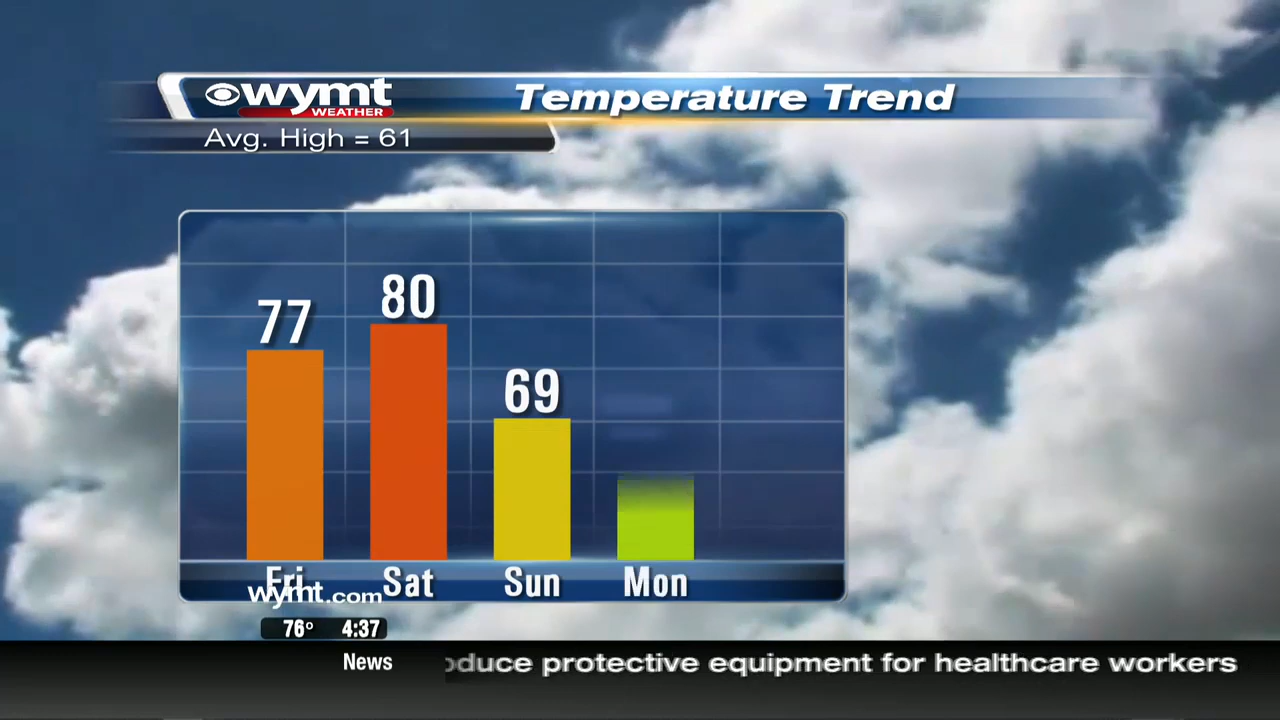 wymt Temperature Trend
WEATHER
Avg. High = 61
77
80
69
Fri Sat Sun Mon
wymt.com
76° 4:37
News oduce protective equipment for healthcare workers